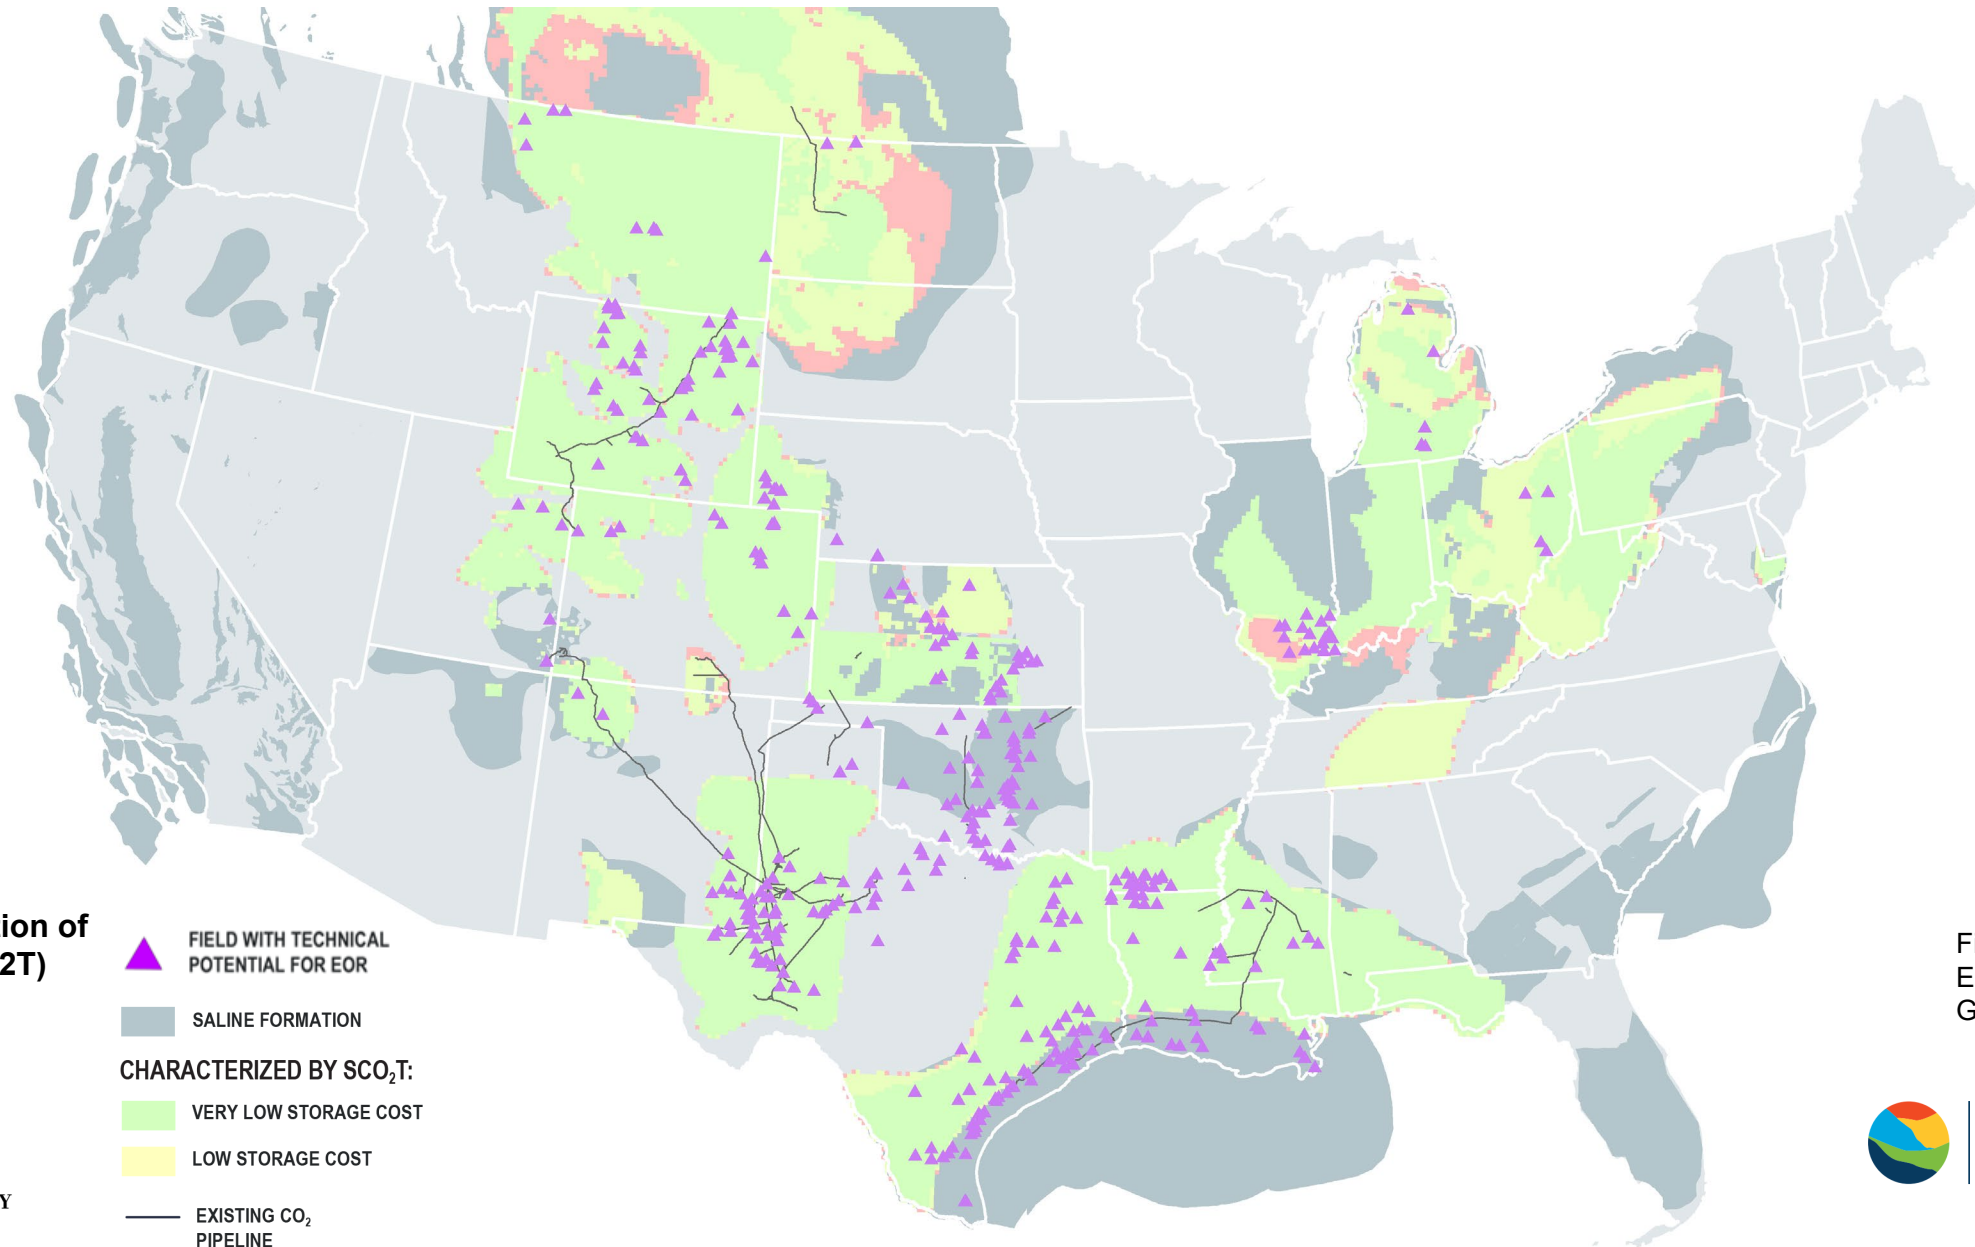 tion of
2T)
FIELD WITH TECHNICAL
POTENTIAL FOR EOR
SALINE FORMATION
CHARACTERIZED BY SCO₂T:
VERY LOW STORAGE COST
LOW STORAGE COST
EXISTING CO₂
PIPELINE
Y
F
E
G